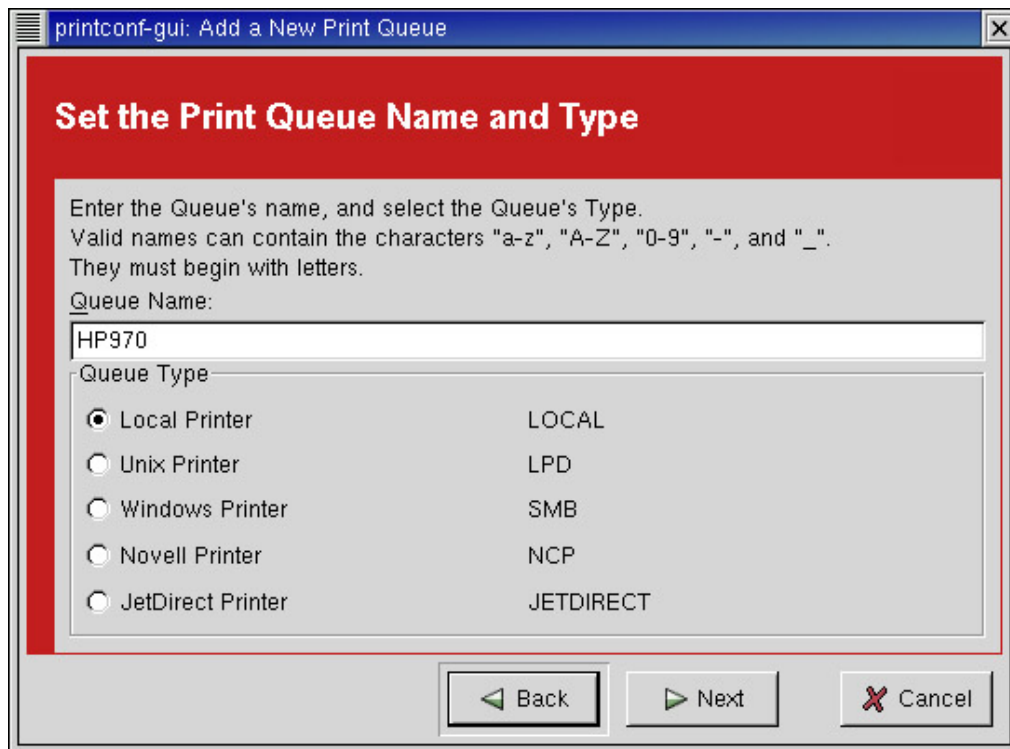 printconf-gui: Add a New Print Queue
Set the Print Queue Name and Type
Enter the Queue's name, and select the Queue's Type.
Valid names can contain the characters "a-z", "A-Z", "0-9", "-", and "_".
They must begin with letters.
Queue Name:
HP970
Queue Type
Local Printer LOCAL
Unix Printer LPD
Windows Printer SMB
Novell Printer NCP
JetDirect Printer JETDIRECT
Back Next Cancel